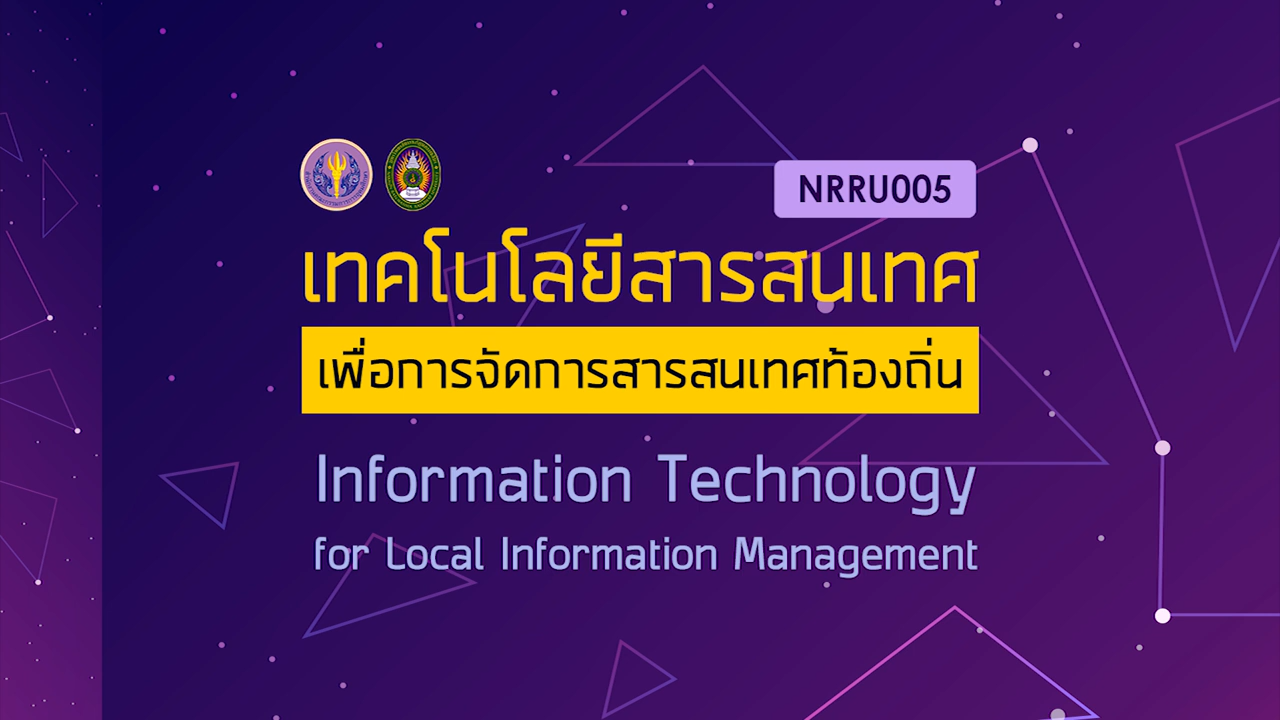 NRRU005
เทคโนโลยีสารสนเทศ
เพื่อการจัดการสารสนเทศท้องถิ่น
Information Technology
for Local Information Management